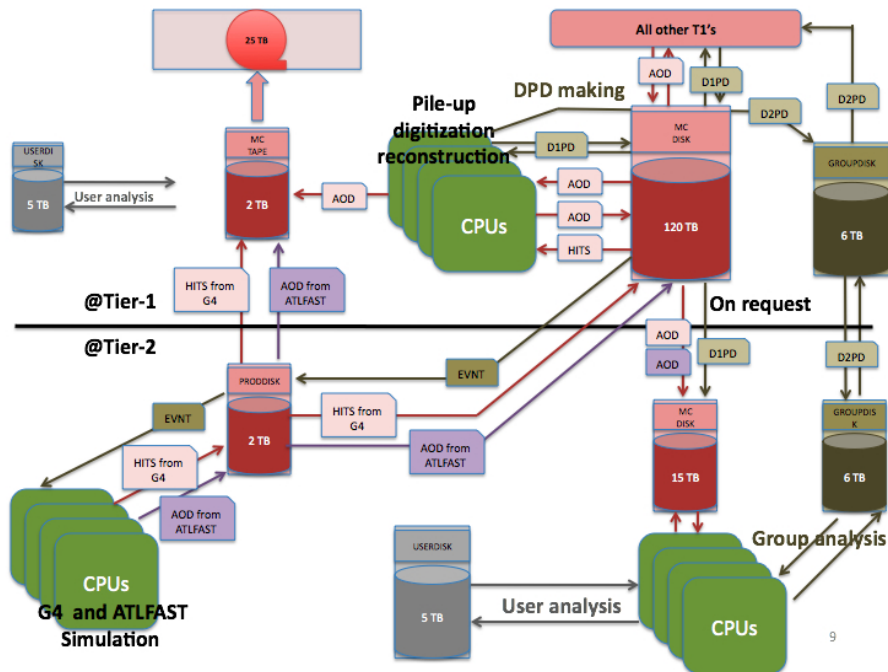 25 TB
All other T1's
AOD
D1PD
DPD making
D2PD
D2PD
Pile-up
digitization
reconstruction
MC
TAPE
USERDI
SK
5 TB
User analysis
2 TB
AOD
D1PD
MC
DISK
GROUPDISK
AOD
AOD
HITS
CPUs
120 TB
6 TB
HITS from
G4
AOD from
ATLFAST
@Tier-1
On request
@Tier-2
AOD
AOD
D1PD
D2PD
EVNT
PRODDISK
EVNT
2 TB
HITS from
G4
AOD from
ATLFAST
HITS from
G4
AOD from
ATLFAST
MC
DISK
15 TB
GROUPDIS
K
6 TB
CPUs
G4 and ATLFAST
Simulation
USERDISK
5 TB
User analysis
Group analysis
CPUs
9